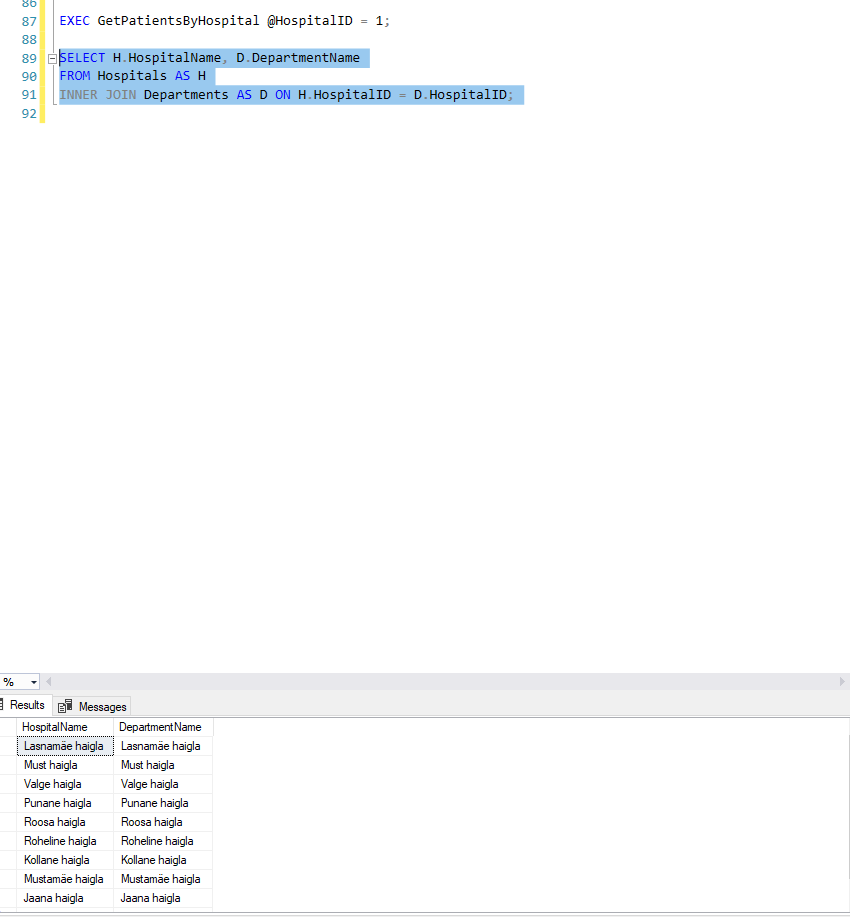 86
87 EXEC GetPatientsByHospital @HospitalID = 1;
88
89 SELECT H.HospitalName, D.DepartmentName
90 FROM Hospitals AS H
91 INNER JOIN Departments AS D ON H.HospitalID = D.HospitalID;
92
%
Results Messages
HospitalName DepartmentName
Lasnamäe haigla Lasnamäe haigla
Must haigla Must haigla
Valge haigla Valge haigla
Punane haigla Punane haigla
Roosa haigla Roosa haigla
Roheline haigla Roheline haigla
Kollane haigla Kollane haigla
Mustamäe haigla Mustamäe haigla
Jaana haigla Jaana haigla